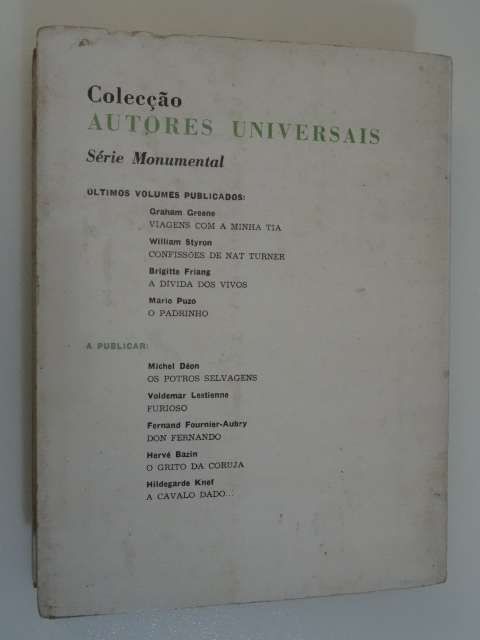 Colecção
AUTORES UNIVERSAIS
Série Monumental
ÚLTIMOS VOLUMES PUBLICADOS:
Graham Greene
VIAGENS COM A MINHA TIA
William Styron
CONFISSÕES DE NAT TURNER
Brigitte Friang
A DÍVIDA DOS VIVOS
Mário Puzo
O PADRINHO
A PUBLICAR:
Michel Déon
OS POTROS SELVAGENS
Voldemar Lestienne
FURIOSO
Fernand Fournier-Aubry
DON FERNANDO
Hervé Bazin
O GRITO DA CORUJA
Hildegarde Knef
A CAVALO DADO...